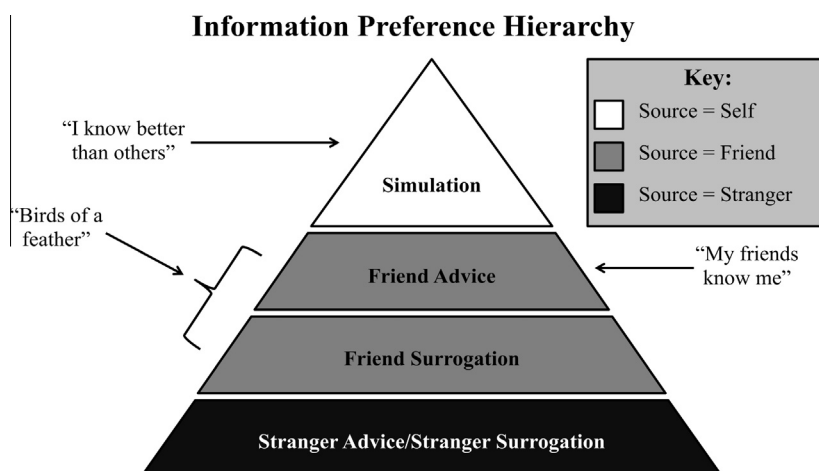 Information Preference Hierarchy
Key:
Source = Self
Source = Friend
Source = Stranger
“I know better
than others”
Simulation
“Birds of a
feather”
Friend Advice
“My friends
know me”
Friend Surrogation
Stranger Advice/Stranger Surrogation